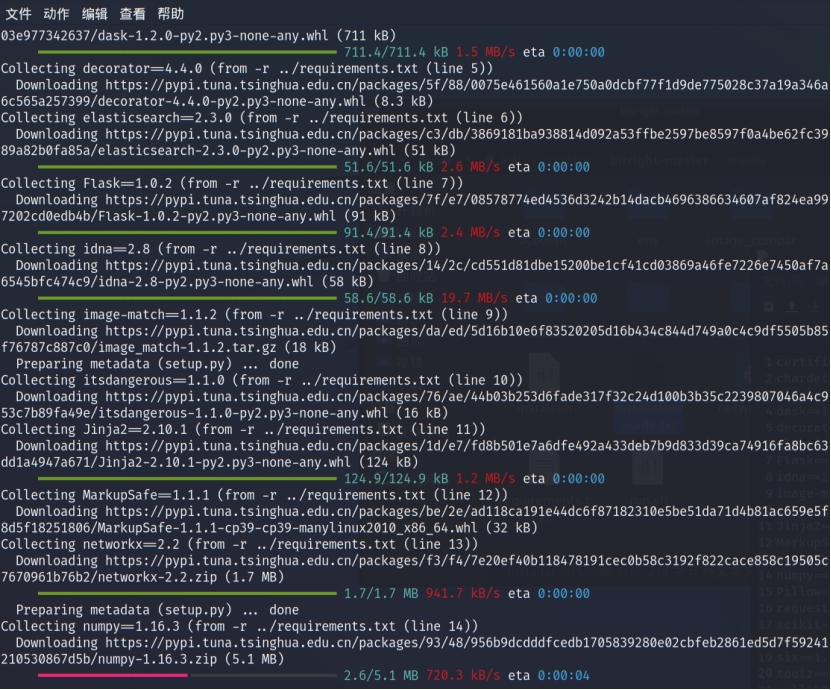 文件 动作 编辑 查看 帮助
03e977342637/dask-1.2.0-py2.py3-none-any.whl (711 kB)
711.4/711.4 kB 1.5 MB/s eta 0:00:00
Collecting decorator==4.4.0 (from -r ../requirements.txt (line 5))
Downloading https://pypi.tuna.tsinghua.edu.cn/packages/5f/88/0075e461560a1e750a0dcbf77f1d9de775028c37a19a346a
6c565a257399/decorator-4.4.0-py2.py3-none-any.whl (8.3 kB)
Collecting elasticsearch==2.3.0 (from -r ../requirements.txt (line 6))
Downloading https://pypi.tuna.tsinghua.edu.cn/packages/c3/db/3869181ba938814d092a53ffbe2597be8597f0a4be62fc39
89a82b0fa85a/elasticsearch-2.3.0-py2.py3-none-any.whl (51 kB)
51.6/51.6 kB 2.6 MB/s eta 0:00:00
Collecting Flask==1.0.2 (from -r ../requirements.txt (line 7))
Downloading https://pypi.tuna.tsinghua.edu.cn/packages/7f/e7/08578774ed4536d3242b14dacb4696386634607af824ea99
7202cd0edb4b/Flask-1.0.2-py2.py3-none-any.whl (91 kB)
91.4/91.4 kB 2.4 MB/s eta 0:00:00
Collecting idna==2.8 (from -r ../requirements.txt (line 8))
Downloading https://pypi.tuna.tsinghua.edu.cn/packages/14/2c/cd551d81dbe15200be1cf41cd03869a46fe7226e7450af7a
6545bfc474c9/idna-2.8-py2.py3-none-any.whl (58 kB)
58.6/58.6 kB 19.7 MB/s eta 0:00:00
Collecting image-match==1.1.2 (from -r ../requirements.txt (line 9))
Downloading https://pypi.tuna.tsinghua.edu.cn/packages/da/ed/5d16b10e6f83520205d16b434c844d749a0c4c9df5505b85
f76787c887c0/image_match-1.1.2.tar.gz (18 kB)
Preparing metadata (setup.py) ... done
Collecting itsdangerous==1.1.0 (from -r ../requirements.txt (line 10))
Downloading https://pypi.tuna.tsinghua.edu.cn/packages/76/ae/44b03b253d6fade317f32c24d100b3b35c2239807046a4c9
53c7b89fa49e/itsdangerous-1.1.0-py2.py3-none-any.whl (16 kB)
Collecting Jinja2==2.10.1 (from -r ../requirements.txt (line 11))
Downloading https://pypi.tuna.tsinghua.edu.cn/packages/1d/e7/fd8b501e7a6dfe492a433deb7b9d833d39ca74916fa8bc63
dd1a4947a671/Jinja2-2.10.1-py2.py3-none-any.whl (124 kB)
124.9/124.9 kB 1.2 MB/s eta 0:00:00
Collecting MarkupSafe==1.1.1 (from -r ../requirements.txt (line 12))
Downloading https://pypi.tuna.tsinghua.edu.cn/packages/be/2e/ad118ca191e44dc6f87182310e5be51da71d4b81ac659e5f
8d5f18251806/MarkupSafe-1.1.1-cp39-cp39-manylinux2010_x86_64.whl (32 kB)
Collecting networkx==2.2 (from -r ../requirements.txt (line 13))
Downloading https://pypi.tuna.tsinghua.edu.cn/packages/f3/f4/7e20ef40b118478191cec0b58c3192f822cace858c19505c
7670961b76b2/networkx-2.2.zip (1.7 MB)
1.7/1.7 MB 941.7 kB/s eta 0:00:00
Preparing metadata (setup.py) ... done
Collecting numpy==1.16.3 (from -r ../requirements.txt (line 14))
Downloading https://pypi.tuna.tsinghua.edu.cn/packages/93/48/956b9dcdddfcedb1705839280e02cbfeb2861ed5d7f59241
210530867d5b/numpy-1.16.3.zip (5.1 MB)
2.6/5.1 MB 720.3 kB/s eta 0:00:04